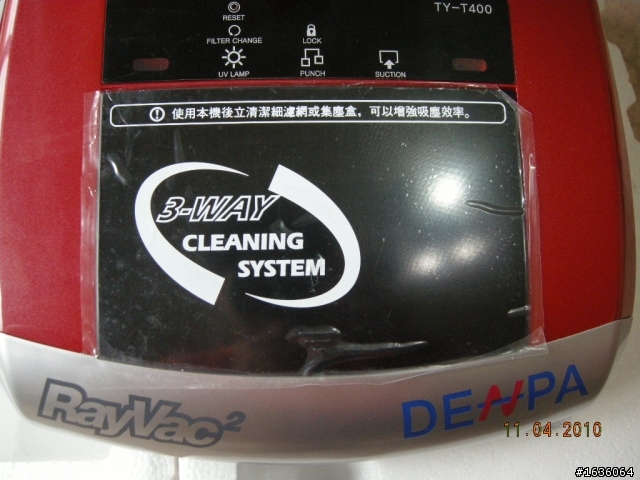 TY-T400
RESET
FILTER CHANGE LOCK
UV LAMP PUNCH SUCTION
使用本機後立清潔細濾網或集塵盒，可以增強吸塵效率。
3-WAY
CLEANING
SYSTEM
RayVac2
DENPA
11.04.2010
#1636064